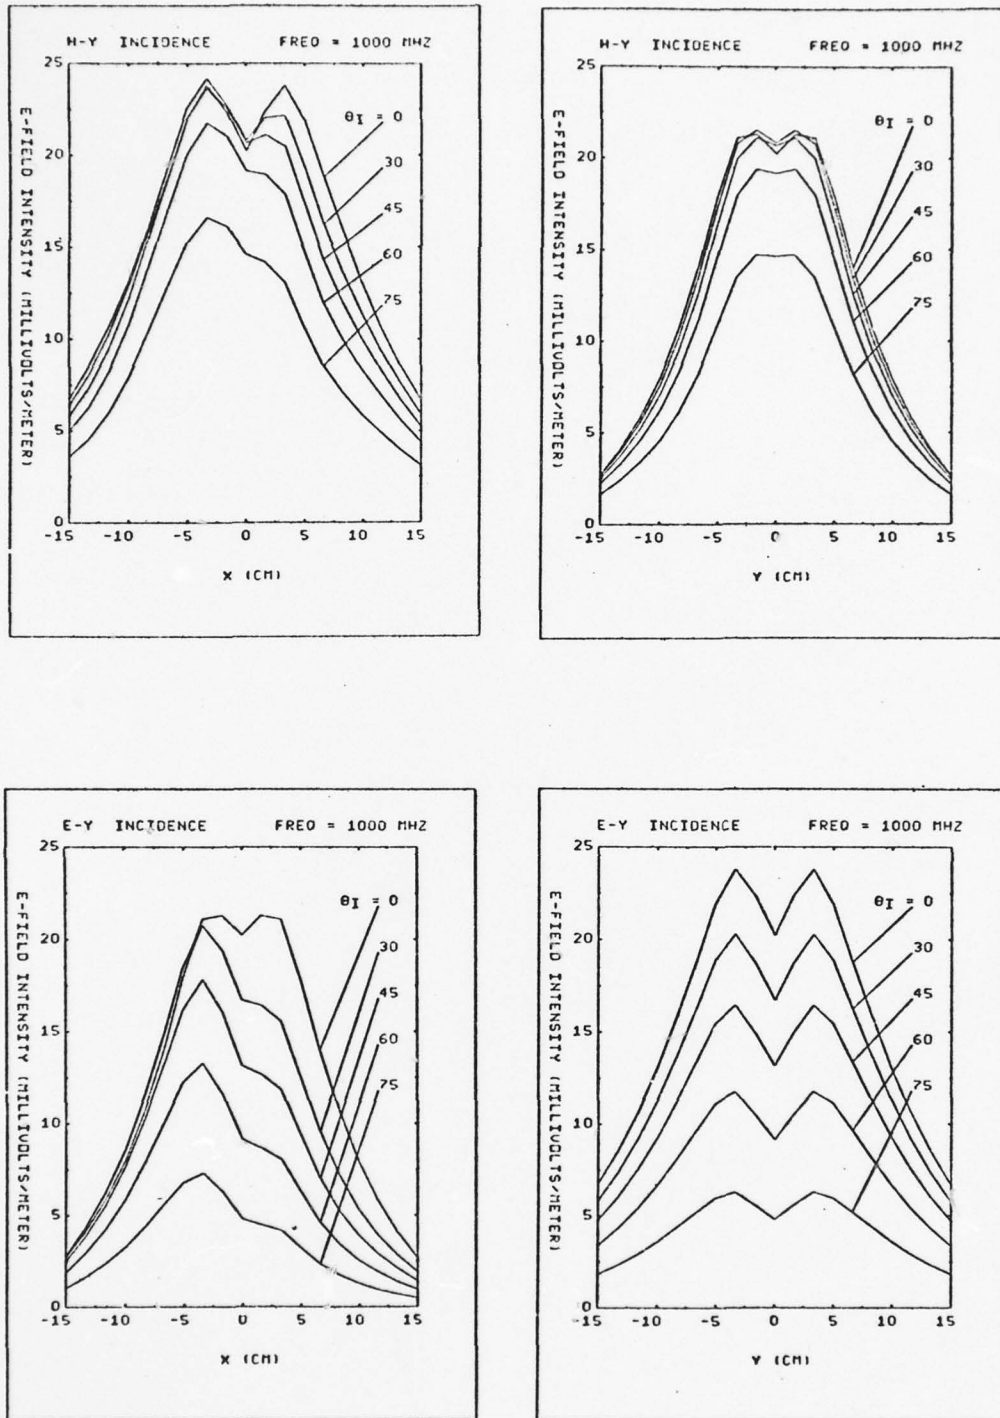 H-Y INCIDENCE FREQ = 1000 MHZ
25
20
15
10
5
0
-15 -10 -5 0 5 10 15
E-FIELD INTENSITY (MILLIVOLTS/METER)
X (CM)
θI = 0
30
45
60
75
H-Y INCIDENCE FREQ = 1000 MHZ
25
20
15
10
5
0
-15 -10 -5 0 5 10 15
E-FIELD INTENSITY (MILLIVOLTS/METER)
Y (CM)
θI = 0
30
45
60
75
E-Y INCIDENCE FREQ = 1000 MHZ
25
20
15
10
5
0
-15 -10 -5 0 5 10 15
E-FIELD INTENSITY (MILLIVOLTS/METER)
X (CM)
θI = 0
30
45
60
75
E-Y INCIDENCE FREQ = 1000 MHZ
25
20
15
10
5
0
-15 -10 -5 0 5 10 15
E-FIELD INTENSITY (MILLIVOLTS/METER)
Y (CM)
θI = 0
30
45
60
75